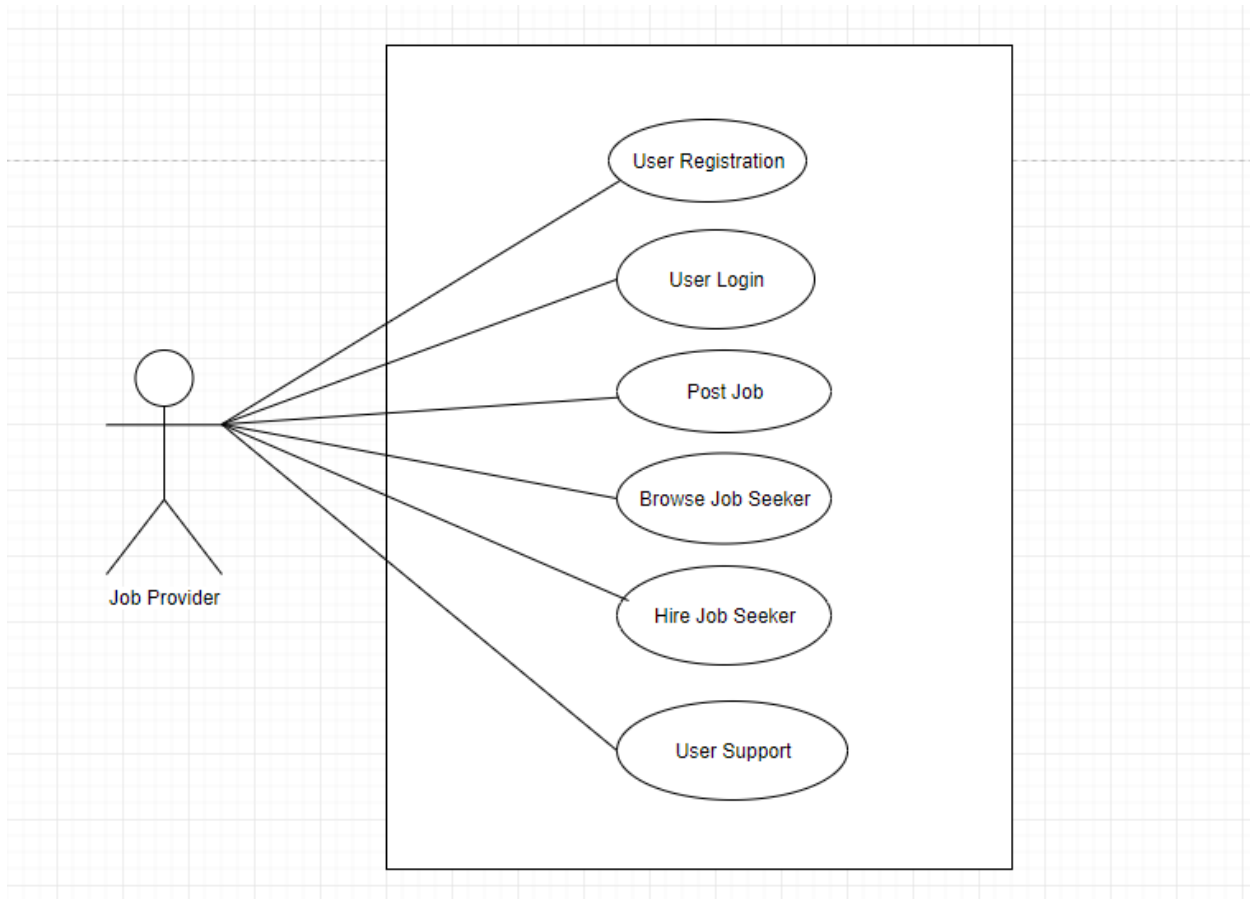 User Registration
User Login
Post Job
Browse Job Seeker
Hire Job Seeker
User Support
Job Provider